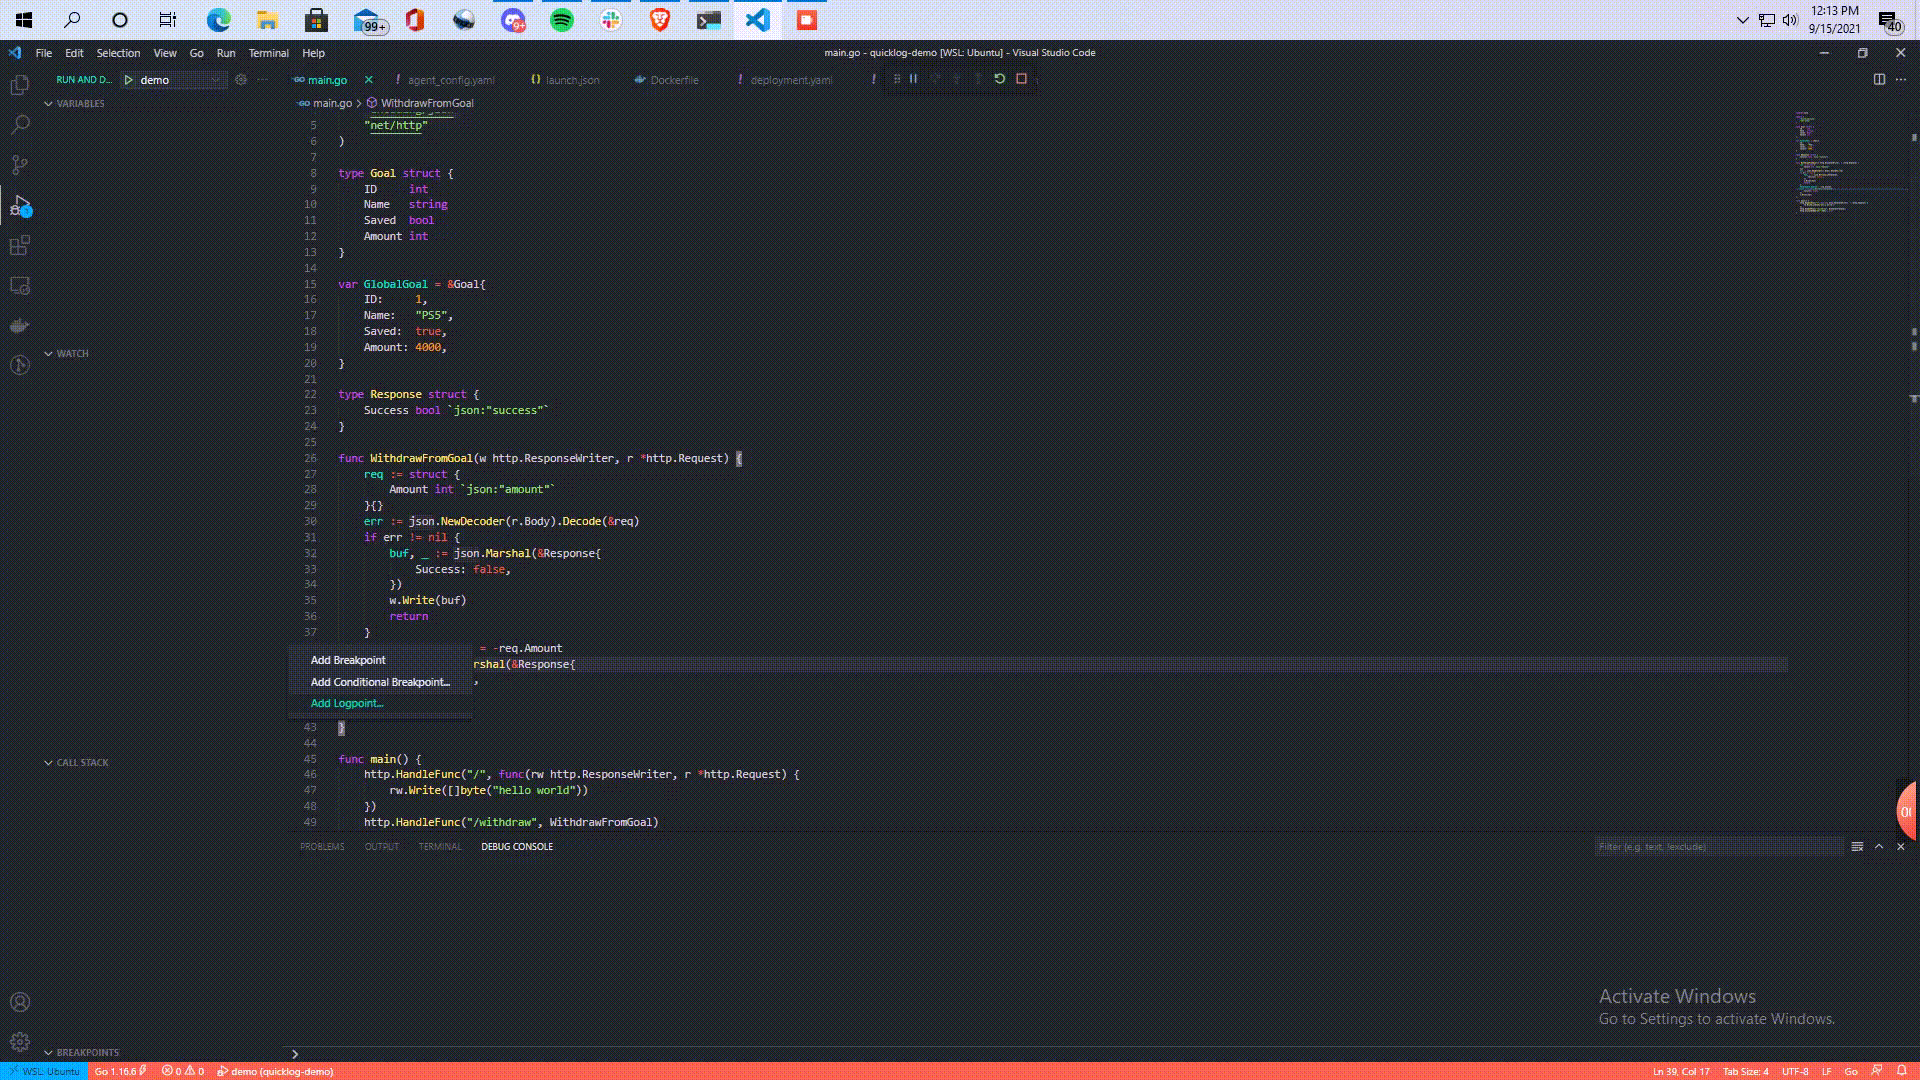 99+
9+
12:13 PM
9/15/2021
40
File Edit Selection View Go Run Terminal Help
main.go - quicklog-demo [WSL: Ubuntu] - Visual Studio Code
RUN AND D... demo
main.go agent_config.yaml launch.json Dockerfile deployment.yaml
main.go > WithdrawFromGoal
VARIABLES
5 "net/http"
6 )
7
8 type Goal struct {
9 ID int
10 Name string
11 Saved bool
12 Amount int
13 }
14
15 var GlobalGoal = &Goal{
16 ID: 1,
17 Name: "PS5",
18 Saved: true,
19 Amount: 4000,
20 }
21
22 type Response struct {
23 Success bool `json:"success"`
24 }
25
26 func WithdrawFromGoal(w http.ResponseWriter, r *http.Request) {
27 req := struct {
28 Amount int `json:"amount"`
29 }{}
30 err := json.NewDecoder(r.Body).Decode(&req)
31 if err != nil {
32 buf, _ := json.Marshal(&Response{
33 Success: false,
34 })
35 w.Write(buf)
36 return
37 }
= -req.Amount
rshal(&Response{
,
Add Breakpoint
Add Conditional Breakpoint...
Add Logpoint...
43 }
44
45 func main() {
46 http.HandleFunc("/", func(rw http.ResponseWriter, r *http.Request) {
47 rw.Write([]byte("hello world"))
48 })
49 http.HandleFunc("/withdraw", WithdrawFromGoal)
WATCH
CALL STACK
BREAKPOINTS
PROBLEMS OUTPUT TERMINAL DEBUG CONSOLE
Filter (e.g. text, !exclude)
Activate Windows
Go to Settings to activate Windows.
WSL: Ubuntu Go 1.16.6 0 0 demo (quicklog-demo)
Ln 39, Col 17 Tab Size: 4 UTF-8 LF Go